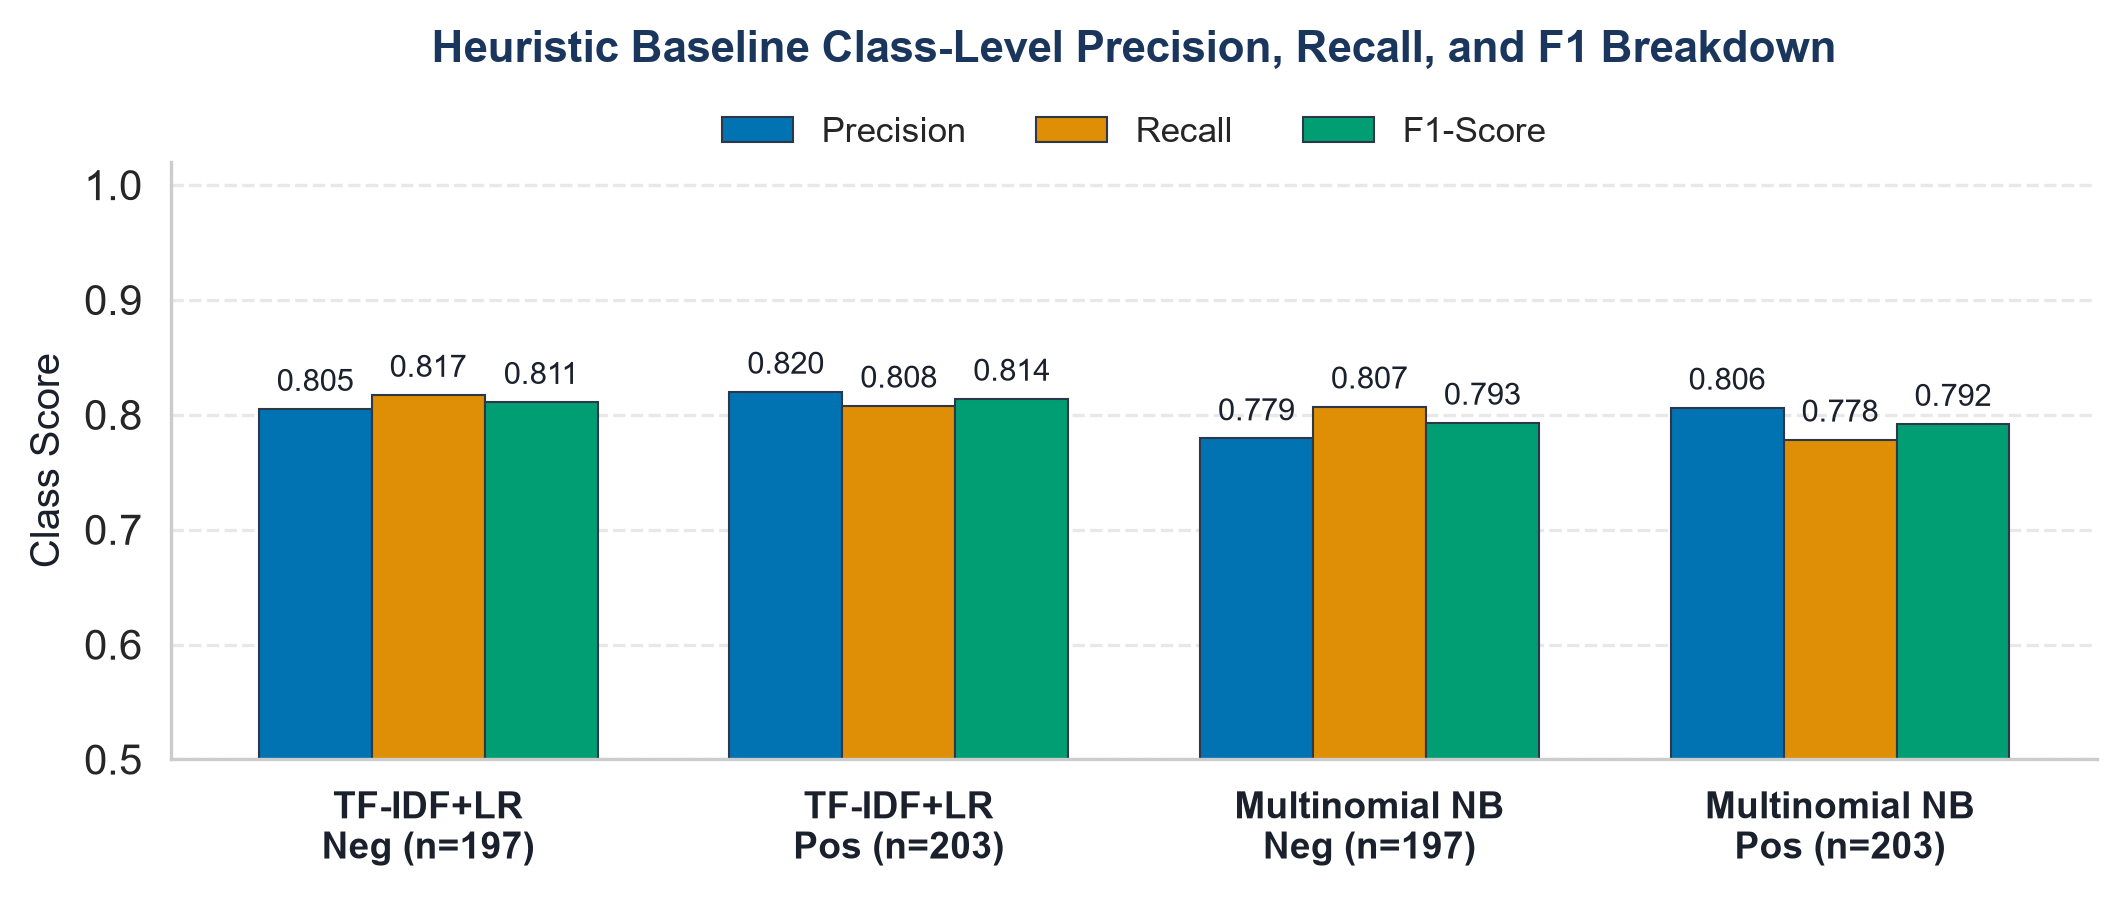 Heuristic Baseline Class-Level Precision, Recall, and F1 Breakdown
Precision Recall F1-Score
Class Score
1.0
0.9
0.8
0.7
0.6
0.5
0.805 0.817 0.811
0.820 0.808 0.814
0.779 0.807 0.793
0.806 0.778 0.792
TF-IDF+LR
Neg (n=197)
TF-IDF+LR
Pos (n=203)
Multinomial NB
Neg (n=197)
Multinomial NB
Pos (n=203)